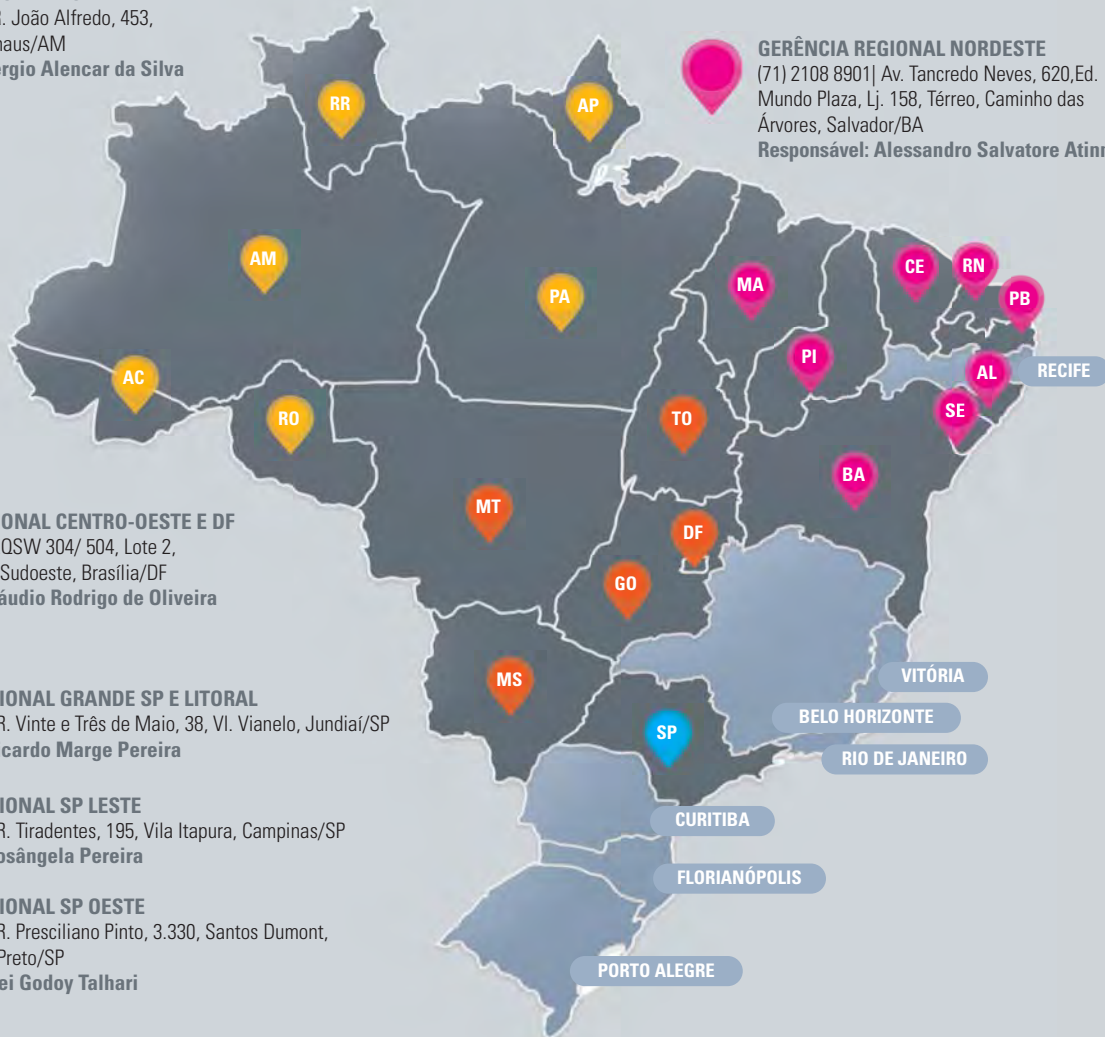 R. João Alfredo, 453,
naus/AM
ergio Alencar da Silva
GERÊNCIA REGIONAL NORDESTE
(71) 2108 8901| Av. Tancredo Neves, 620,Ed.
Mundo Plaza, Lj. 158, Térreo, Caminho das
Árvores, Salvador/BA
Responsável: Alessandro Salvatore
RR
AP
AM
PA
MA
CE
RN
PB
PI
AL
RECIFE
AC
RO
TO
SE
BA
MT
DF
GO
IONAL CENTRO-OESTE E DF
QSW 304/ 504, Lote 2,
Sudoeste, Brasília/DF
áudio Rodrigo de Oliveira
MS
SP
VITÓRIA
BELO HORIZONTE
RIO DE JANEIRO
CURITIBA
FLORIANÓPOLIS
PORTO ALEGRE
IONAL GRANDE SP E LITORAL
R. Vinte e Três de Maio, 38, Vl. Vianelo, Jundiaí/SP
icardo Marge Pereira
IONAL SP LESTE
R. Tiradentes, 195, Vila Itapura, Campinas/SP
osângela Pereira
IONAL SP OESTE
R. Presciliano Pinto, 3.330, Santos Dumont,
Preto/SP
ei Godoy Talhari